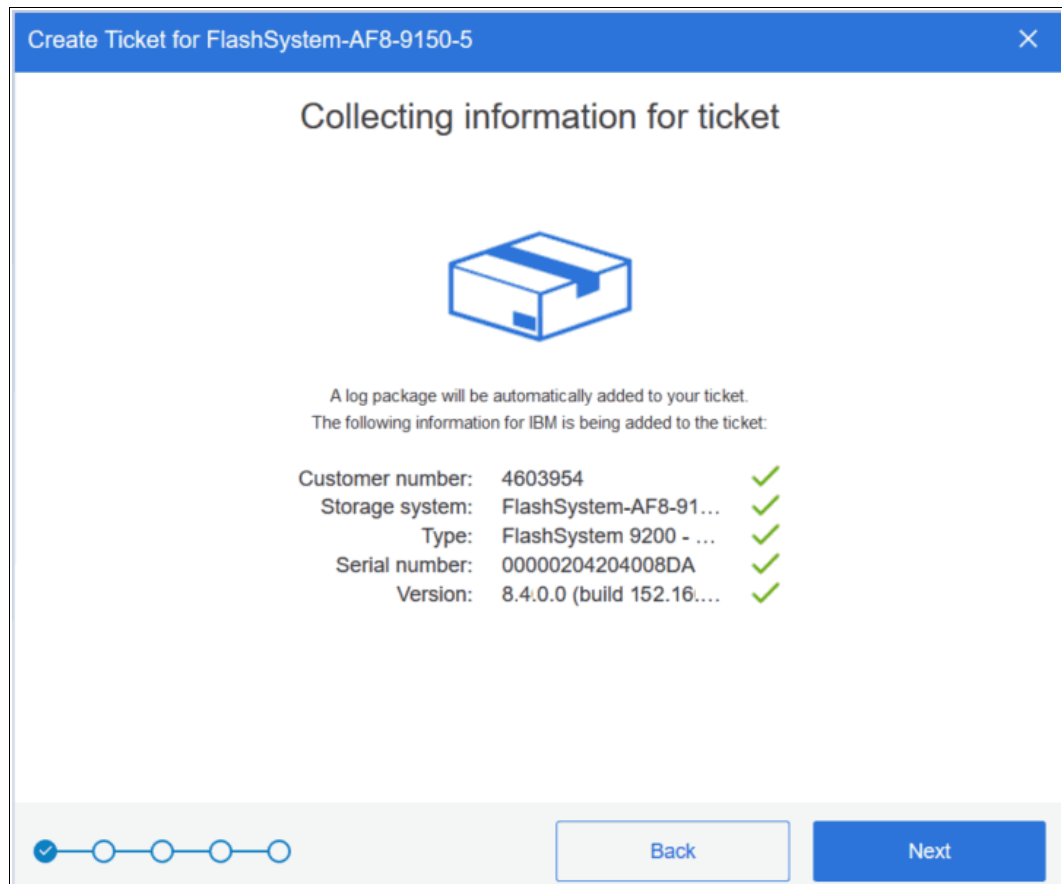 Create Ticket for FlashSystem-AF8-9150-5
Collecting information for ticket
A log package will be automatically added to your ticket.
The following information for IBM is being added to the ticket:
Customer number: 4603954
Storage system: FlashSystem-AF8-91...
Type: FlashSystem 9200 - ...
Serial number: 00000204204008DA
Version: 8.4.0.0 (build 152.16....
Back Next